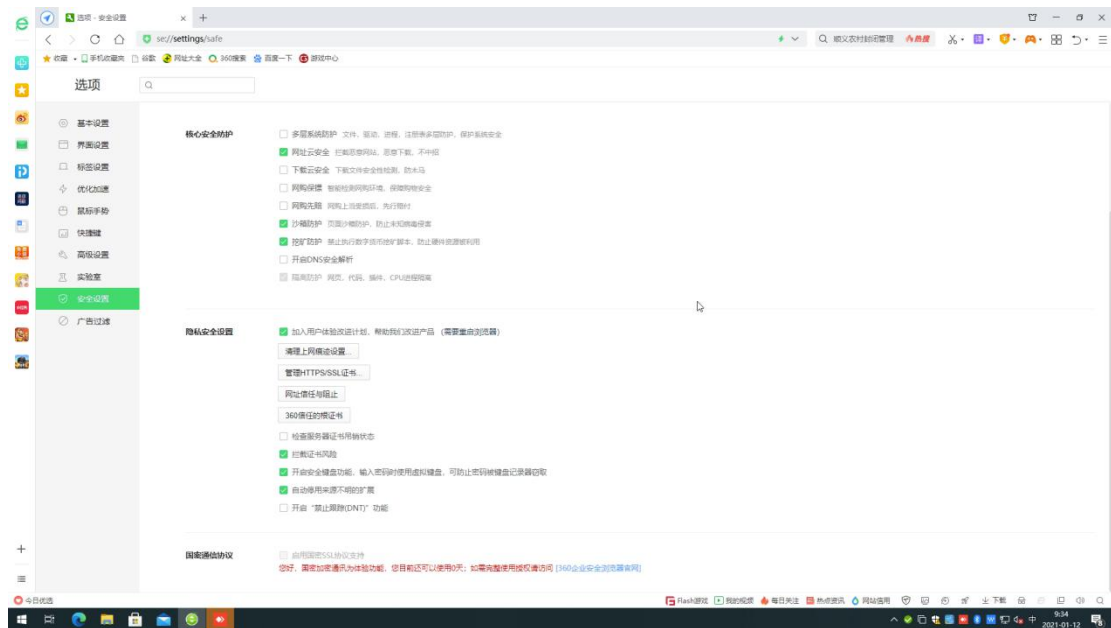 选项 - 安全设置
se://settings/safe
顺义农村封闭管理
热搜
收藏
手机收藏夹
谷歌
网址大全
360搜索
百度一下
游戏中心
选项
基本设置
界面设置
标签设置
优化加速
鼠标手势
快捷键
高级设置
实验室
安全设置
广告过滤
核心安全防护
多层系统防护 文件、驱动、进程、注册表多层防护,保护系统安全
网址云安全 拦截恶意网站、恶意下载,不中招
下载云安全 下载文件安全性检测,防木马
网购保镖 智能检测网购环境,保障购物安全
网购先赔 网购上当受损后,先行赔付
沙箱防护 页面沙箱防护,防止未知病毒侵害
挖矿防护 禁止执行数字货币挖矿脚本,防止硬件资源被利用
开启DNS安全解析
隔离防护 网页、代码、插件、CPU进程隔离
隐私安全设置
加入用户体验改进计划,帮助我们改进产品 (需要重启浏览器)
清理上网痕迹设置...
管理HTTPS/SSL证书...
网址信任与阻止
360信任的根证书
检查服务器证书吊销状态
拦截证书风险
开启安全键盘功能,输入密码时使用虚拟键盘,可防止密码被键盘记录器窃取
自动停用来源不明的扩展
开启“禁止跟踪(DNT)”功能
国密通信协议
启用国密SSL协议支持
您好,国密加密通讯为体验功能,您目前还可以使用0天;如需完整使用授权请访问 [360企业安全浏览器官网]
今日优选
Flash游戏
我的视频
每日关注
热点资讯
网站信用
下载
中
9:34
2021-01-12